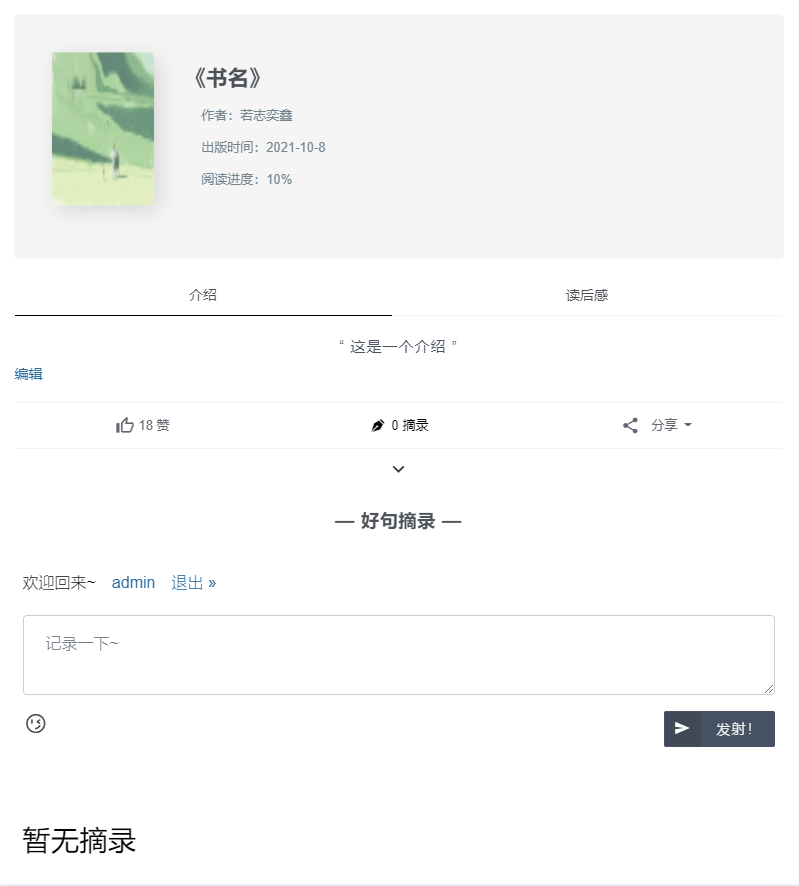 《书名》
作者：若志奕鑫
出版时间：2021-10-8
阅读进度：10%
介绍 读后感
“ 这是一个介绍 ”
编辑
18 赞 0 摘录 分享
— 好句摘录 —
欢迎回来~ admin 退出 »
记录一下~
发射！
暂无摘录